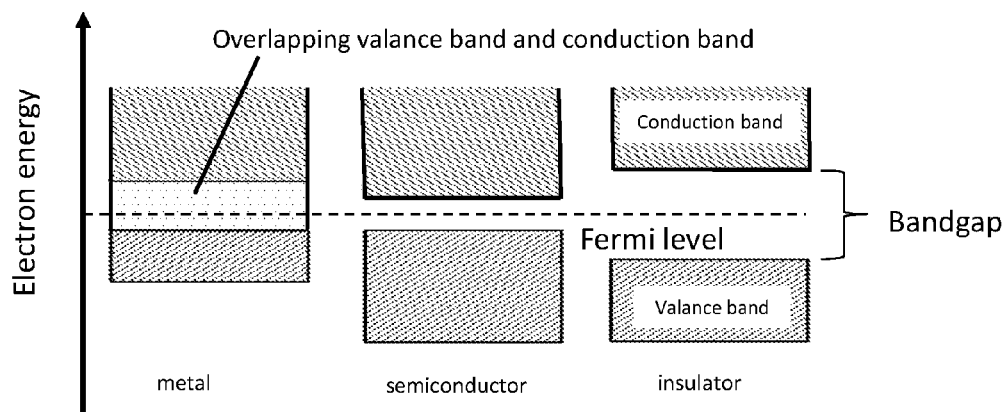 Overlapping valance band and conduction band
Electron energy
Conduction band
Fermi level
Bandgap
Valance band
metal
semiconductor
insulator